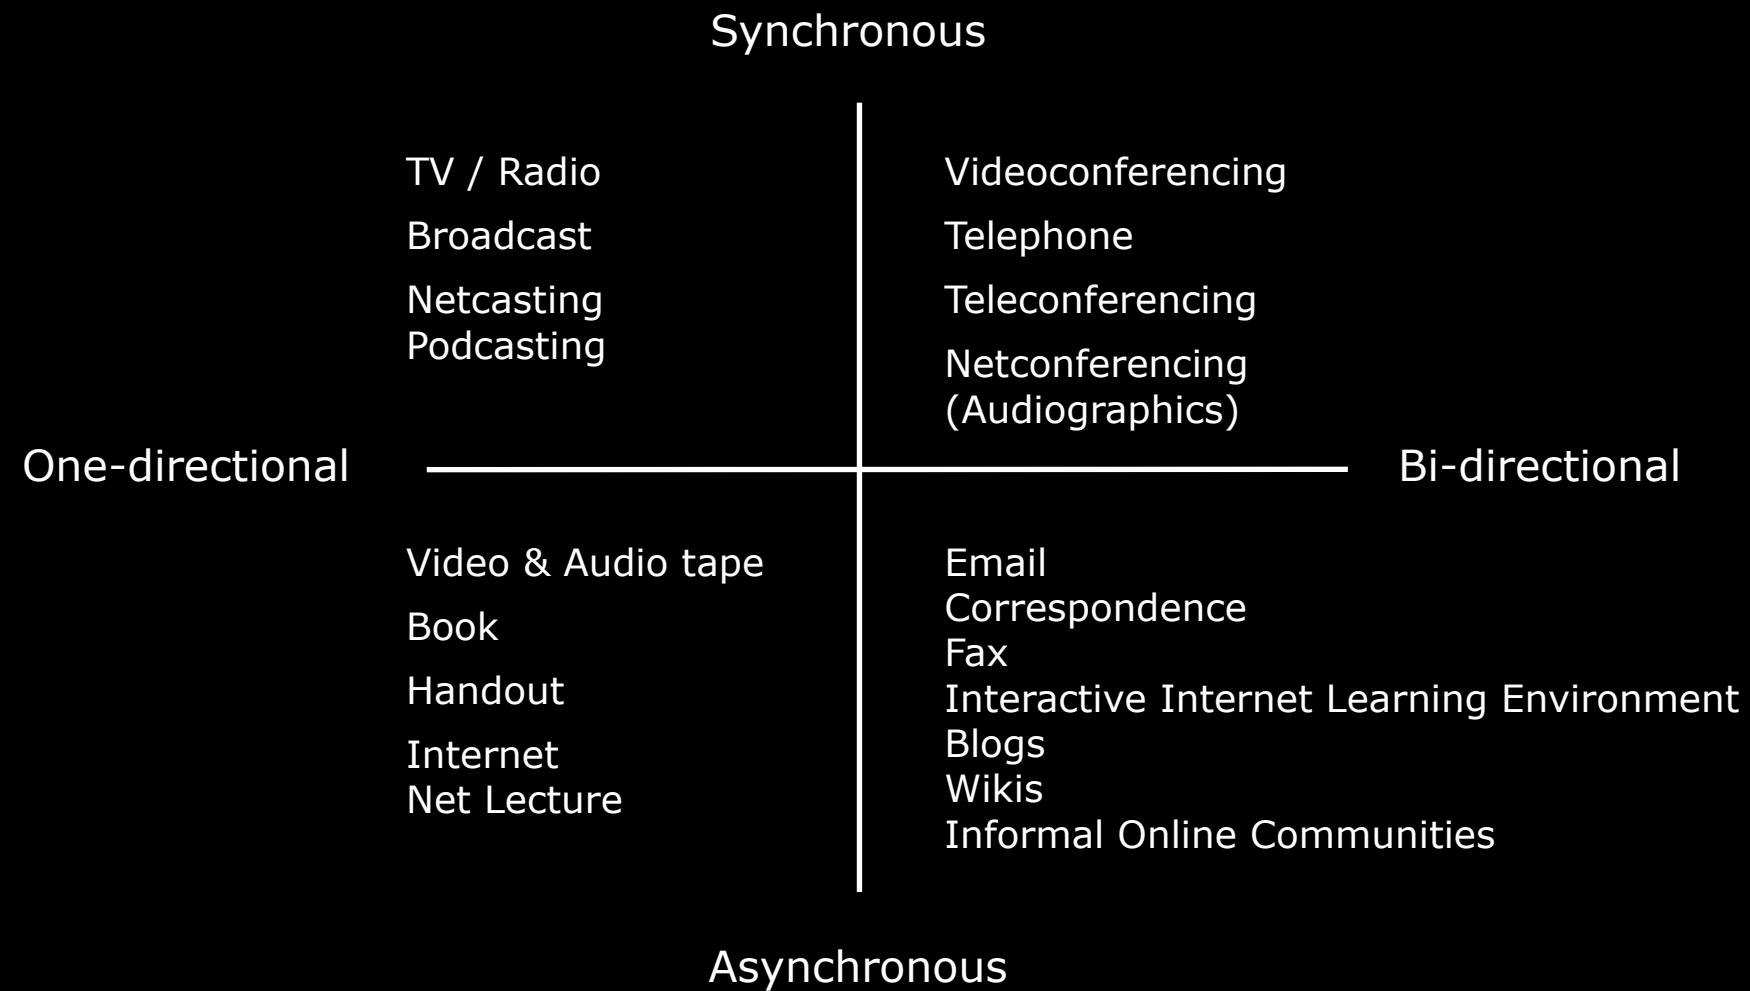 Synchronous
TV / Radio
Broadcast
Netcasting
Podcasting
Videoconferencing
Telephone
Teleconferencing
Netconferencing
(Audiographics)
One-directional
Bi-directional
Video & Audio tape
Book
Handout
Internet
Net Lecture
Email
Correspondence
Fax
Interactive Internet Learning Environment
Blogs
Wikis
Informal Online Communities
Asynchronous